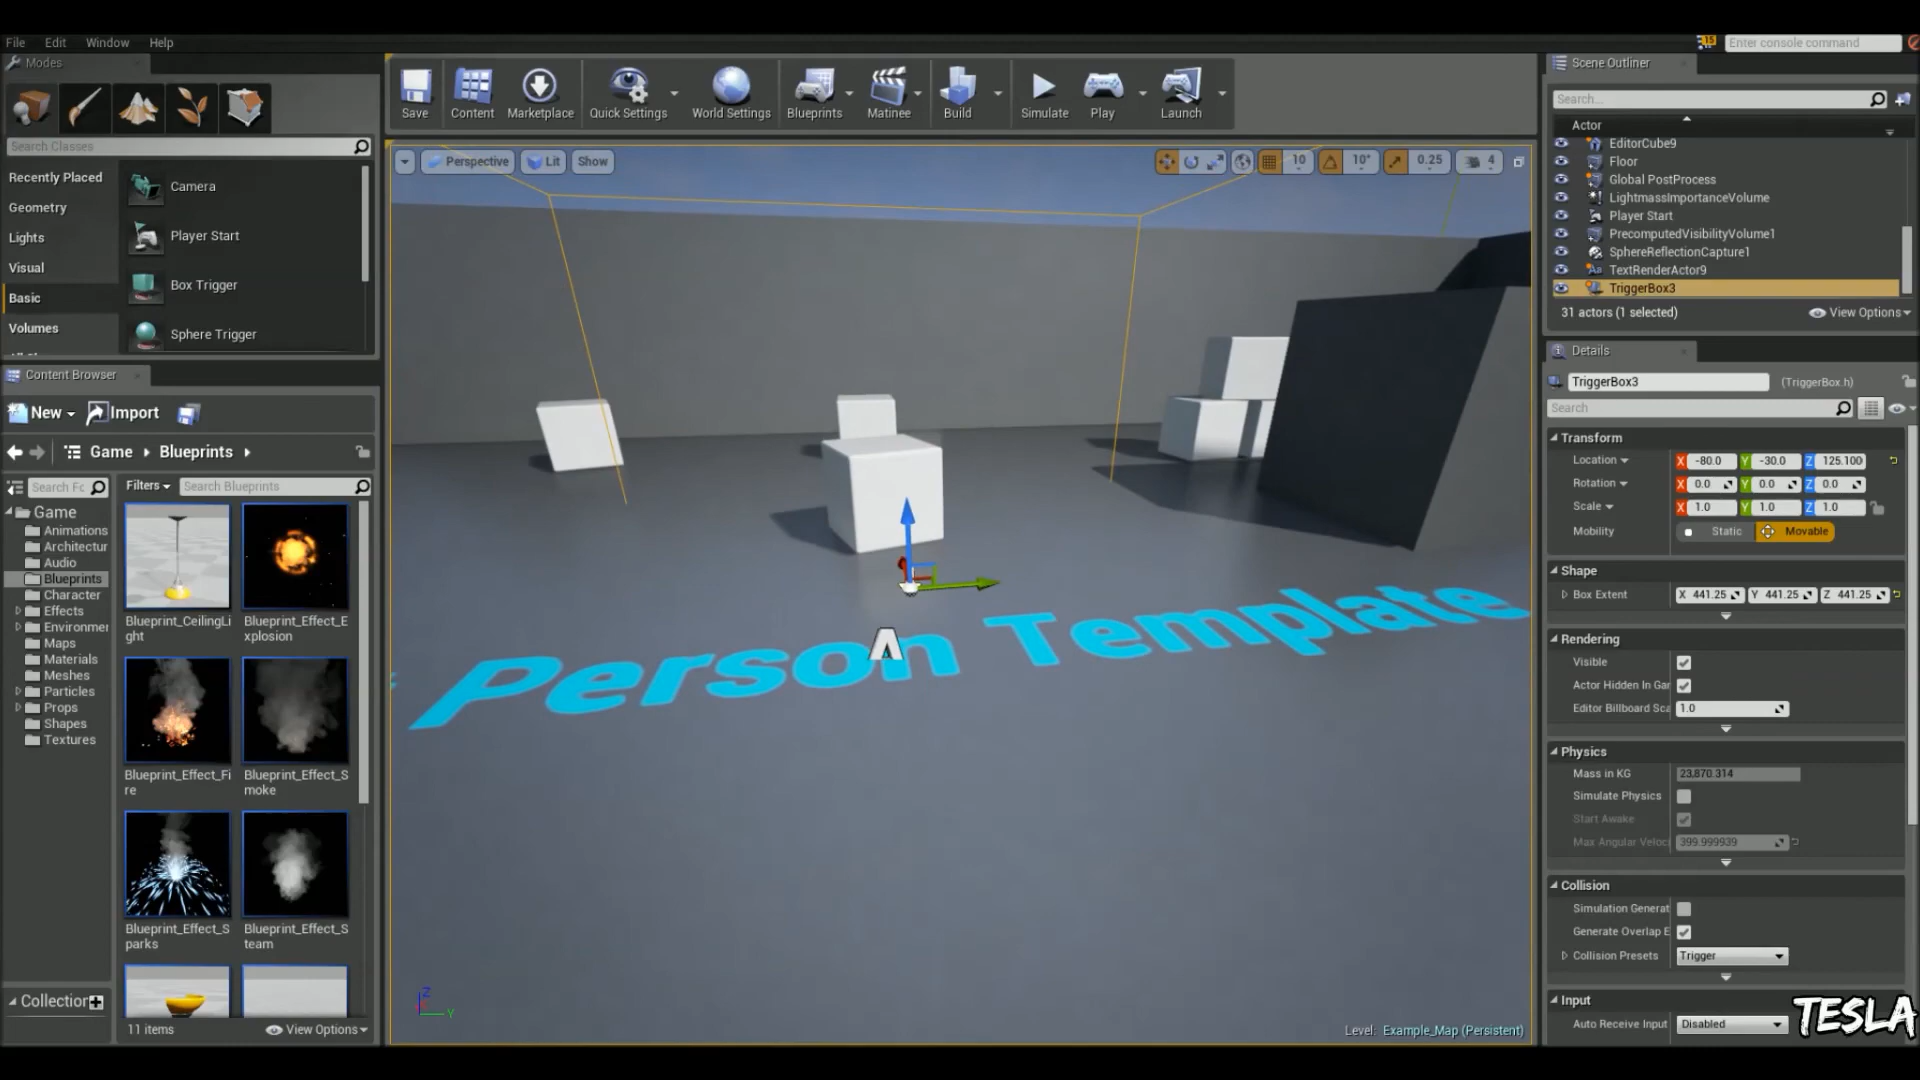 File Edit Window Help
15 Enter console command
Modes
Save Content Marketplace Quick Settings World Settings Blueprints Matinee Build Simulate Play Launch
Search Classes
Recently Placed
Geometry
Lights
Visual
Basic
Volumes
Camera
Player Start
Box Trigger
Sphere Trigger
Content Browser
New Import
Game Blueprints
Search Fo
Filters Search Blueprints
Game
Animations
Architectur
Audio
Blueprints
Character
Effects
Environmen
Maps
Materials
Meshes
Particles
Props
Shapes
Textures
Collection
Blueprint_CeilingLi
ght
Blueprint_Effect_E
xplosion
Blueprint_Effect_Fi
re
Blueprint_Effect_S
moke
Blueprint_Effect_S
parks
Blueprint_Effect_S
team
11 items View Options
Perspective Lit Show 10 10° 0.25 4
Person Template
Z
Y
Level: Example_Map (Persistent)
Scene Outliner
Search...
Actor
EditorCube9
Floor
Global PostProcess
LightmassImportanceVolume
Player Start
PrecomputedVisibilityVolume1
SphereReflectionCapture1
TextRenderActor9
TriggerBox3
31 actors (1 selected) View Options
Details
TriggerBox3 (TriggerBox.h)
Search
Transform
Location X -80.0 Y -30.0 Z 125.100
Rotation X 0.0 Y 0.0 Z 0.0
Scale X 1.0 Y 1.0 Z 1.0
Mobility Static Movable
Shape
Box Extent X 441.25 Y 441.25 Z 441.25
Rendering
Visible
Actor Hidden In Gar
Editor Billboard Sca 1.0
Physics
Mass in KG 23,870.314
Simulate Physics
Start Awake
Max Angular Veloci 399.999939
Collision
Simulation Generat
Generate Overlap E
Collision Presets Trigger
Input
Auto Receive Input Disabled
TESLA